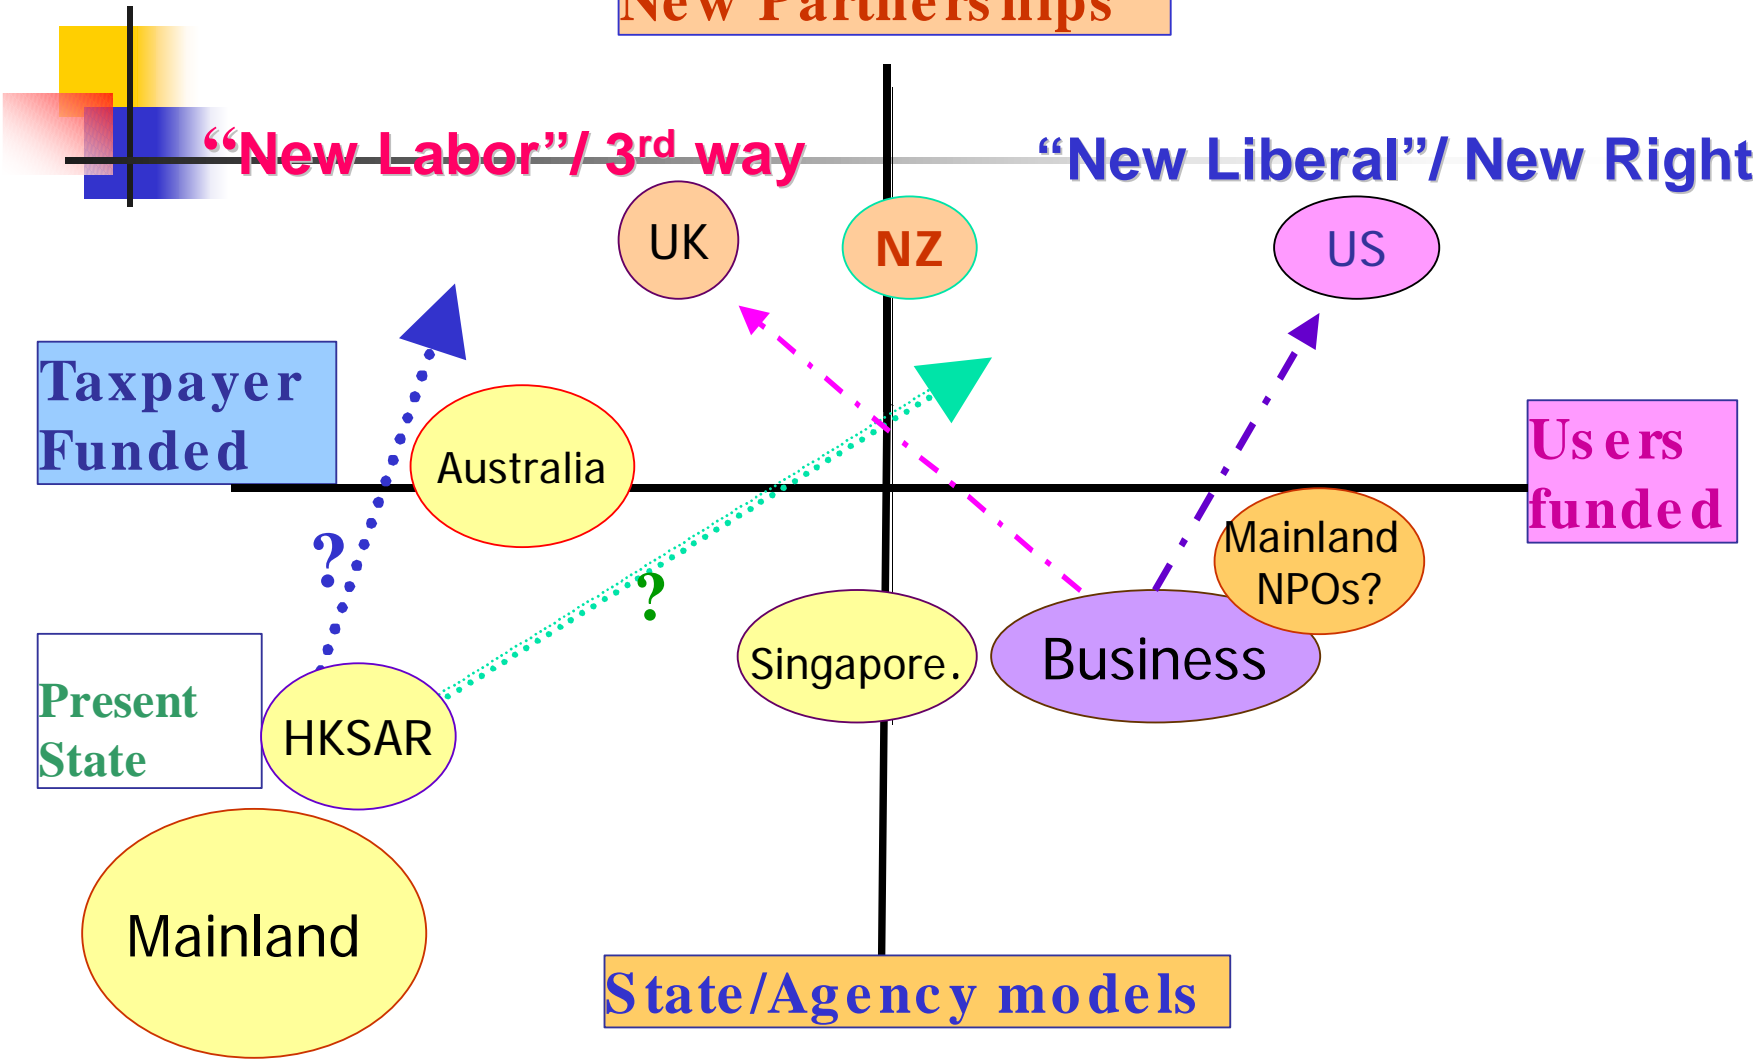 New Partnerships
“New Labor”/ 3rd way
“New Liberal”/ New Right
UK
NZ
US
Taxpayer
Funded
Australia
Users
funded
Mainland
NPOs?
?
?
Singapore.
Business
Present
State
HKSAR
Mainland
State/Agency models